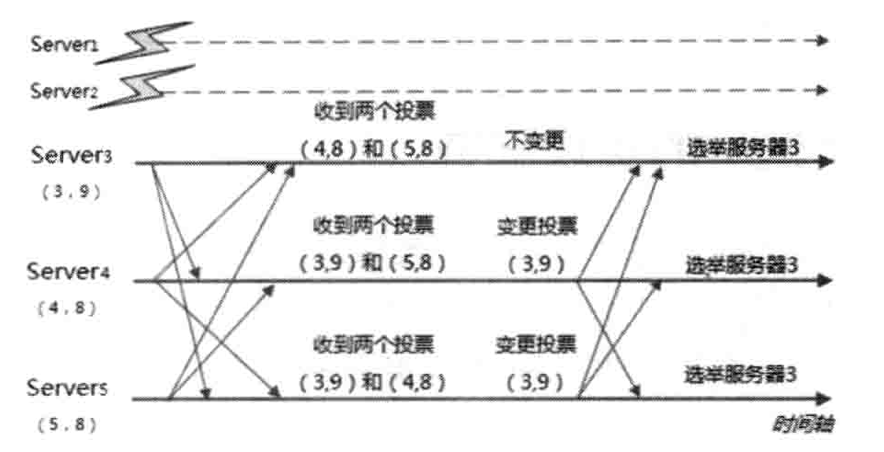 Server1
Server2
收到两个投票
Server3
(4,8)和(5,8)
不变更
选举服务器3
(3,9)
收到两个投票
变更投票
Server4
(3,9)和(5,8)
(3,9)
选举服务器3
(4,8)
收到两个投票
变更投票
Server5
(3,9)和(4,8)
(3,9)
选举服务器3
(5,8)
时间轴